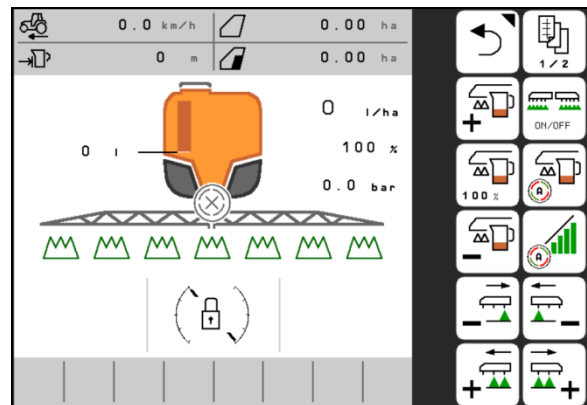 0.0 km/h 0.00 ha
0 m 0.00 ha
1/2
0 l/ha
+
ON/OFF
0 l
100 %
100 %
A
0.0 bar
-
A
- -
+ +